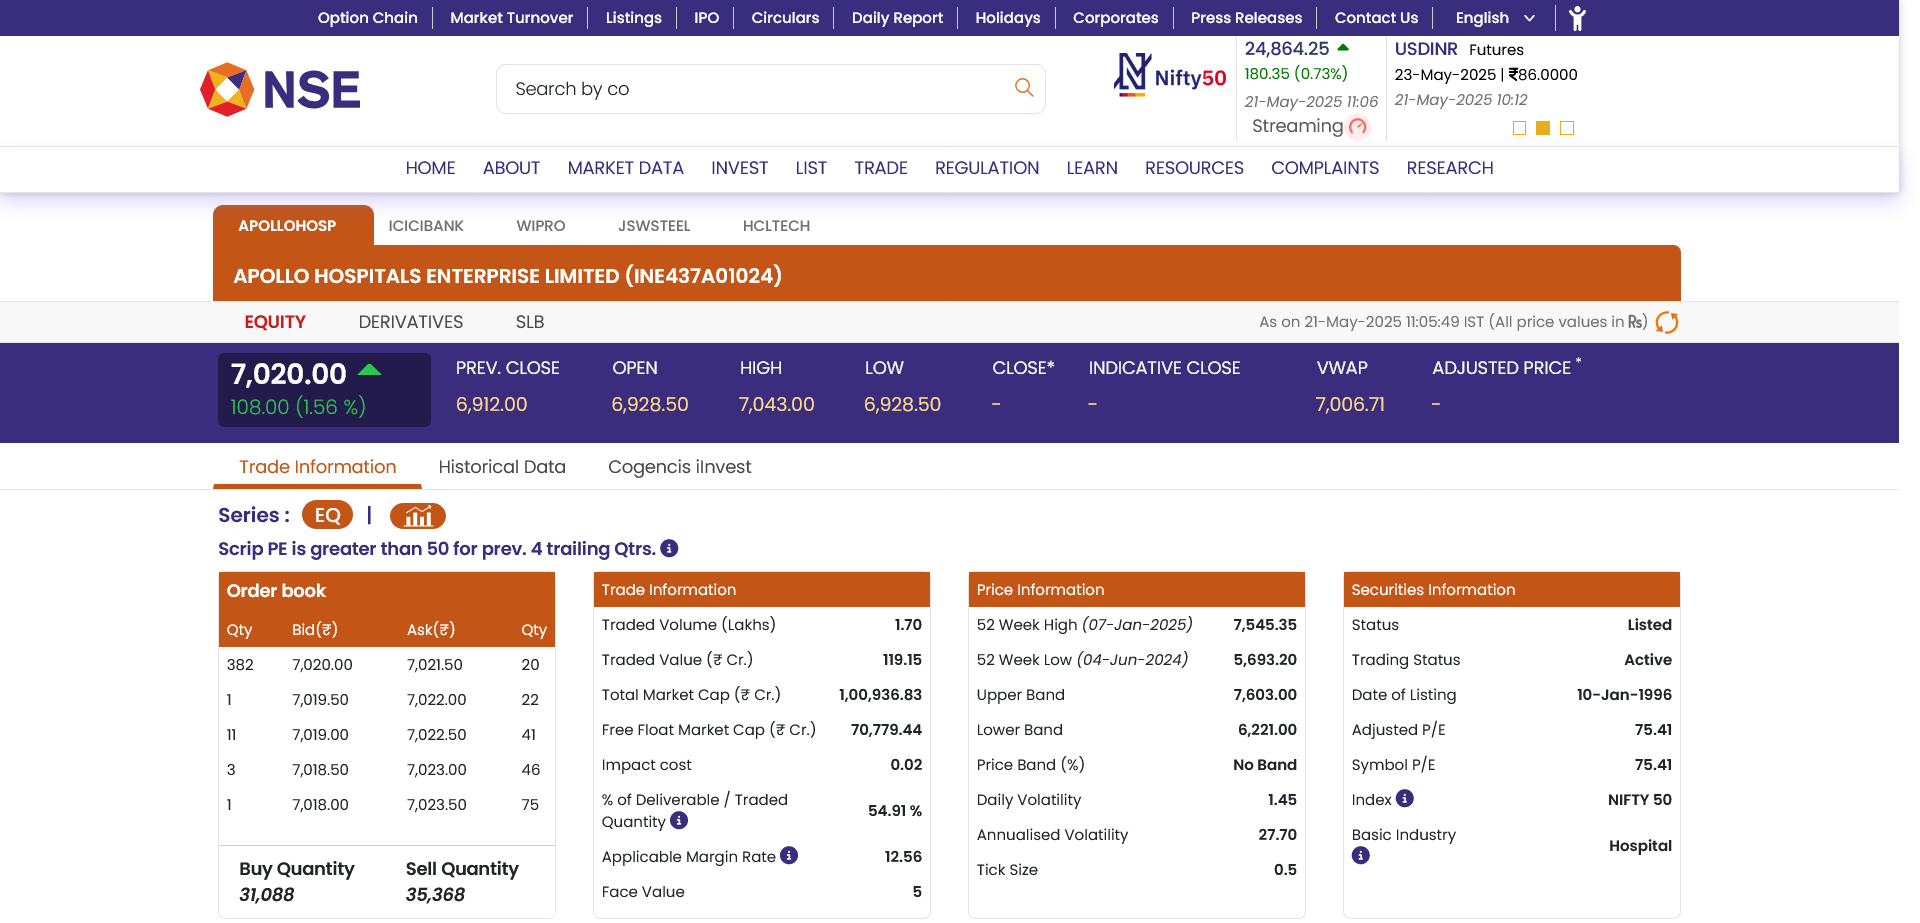 Option Chain Market Turnover Listings IPO Circulars Daily Report Holidays Corporates Press Releases Contact Us English
NSE
Search by co
Nifty50
24,864.25
180.35 (0.73%)
21-May-2025 11:06
Streaming
USDINR Futures
23-May-2025 | ₹86.0000
21-May-2025 10:12
HOME ABOUT MARKET DATA INVEST LIST TRADE REGULATION LEARN RESOURCES COMPLAINTS RESEARCH
APOLLOHOSP ICICIBANK WIPRO JSWSTEEL HCLTECH
APOLLO HOSPITALS ENTERPRISE LIMITED (INE437A01024)
EQUITY DERIVATIVES SLB
As on 21-May-2025 11:05:49 IST (All price values in ₨)
7,020.00
108.00 (1.56 %)
PREV. CLOSE OPEN HIGH LOW CLOSE* INDICATIVE CLOSE VWAP ADJUSTED PRICE *
6,912.00 6,928.50 7,043.00 6,928.50 - - 7,006.71 -
Trade Information Historical Data Cogencis iInvest
Series : EQ |
Scrip PE is greater than 50 for prev. 4 trailing Qtrs.
Order book
Qty Bid(₹) Ask(₹) Qty
382 7,020.00 7,021.50 20
1 7,019.50 7,022.00 22
11 7,019.00 7,022.50 41
3 7,018.50 7,023.00 46
1 7,018.00 7,023.50 75
Buy Quantity Sell Quantity
31,088 35,368
Trade Information
Traded Volume (Lakhs) 1.70
Traded Value (₹ Cr.) 119.15
Total Market Cap (₹ Cr.) 1,00,936.83
Free Float Market Cap (₹ Cr.) 70,779.44
Impact cost 0.02
% of Deliverable / Traded
Quantity 54.91 %
Applicable Margin Rate 12.56
Face Value 5
Price Information
52 Week High (07-Jan-2025) 7,545.35
52 Week Low (04-Jun-2024) 5,693.20
Upper Band 7,603.00
Lower Band 6,221.00
Price Band (%) No Band
Daily Volatility 1.45
Annualised Volatility 27.70
Tick Size 0.5
Securities Information
Status Listed
Trading Status Active
Date of Listing 10-Jan-1996
Adjusted P/E 75.41
Symbol P/E 75.41
Index NIFTY 50
Basic Industry Hospital